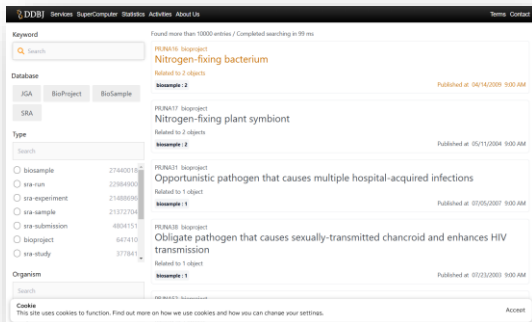 DDBJ Services SuperComputer Statistics Activities About Us Terms Contact
Keyword
Search
Database
JGA BioProject BioSample
SRA
Type
Search
biosample 27440018
sra-run 22984900
sra-experiment 21488696
sra-sample 21372704
sra-submission 4804151
bioproject 647410
sra-study 377841
Organism
Search
Found more than 10000 entries / Completed searching in 99 ms
PRJNA16 bioproject
Nitrogen-fixing bacterium
Related to 2 objects
biosample : 2
Published at 04/14/2009 9:00 AM
PRJNA17 bioproject
Nitrogen-fixing plant symbiont
Related to 2 objects
biosample : 2
Published at 05/11/2004 9:00 AM
PRJNA31 bioproject
Opportunistic pathogen that causes multiple hospital-acquired infections
Related to 1 object
biosample : 1
Published at 07/05/2007 9:00 AM
PRJNA38 bioproject
Obligate pathogen that causes sexually-transmitted chancroid and enhances HIV
transmission
Related to 1 object
biosample : 1
Published at 07/23/2003 9:00 AM
Cookie
This site uses cookies to function. Find out more on how we use cookies and how you can change your settings.
Accept